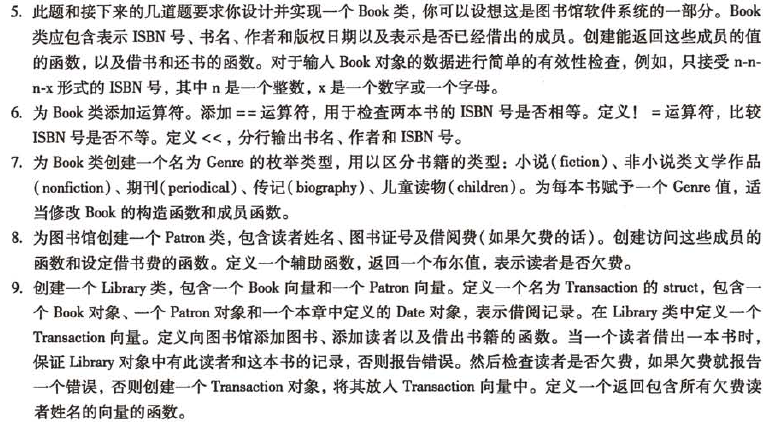 5. 此题和接下来的几道题要求你设计并实现一个 Book 类，你可以设想这是图书馆软件系统的一部分。Book
类应包含表示 ISBN 号、书名、作者和版权日期以及表示是否已经借出的成员。创建能返回这些成员的值
的函数，以及借书和还书的函数。对于输入 Book 对象的数据进行简单的有效性检查，例如，只接受 n-n-
n-x 形式的 ISBN 号，其中 n 是一个整数，x 是一个数字或一个字母。
6. 为 Book 类添加运算符。添加 == 运算符，用于检查两本书的 ISBN 号是否相等。定义！=运算符，比较
ISBN 号是否不等。定义 <<，分行输出书名、作者和 ISBN 号。
7. 为 Book 类创建一个名为 Genre 的枚举类型，用以区分书籍的类型：小说(fiction)、非小说类文学作品
(nonfiction)、期刊(periodical)、传记(biography)、儿童读物(children)。为每本书赋予一个 Genre 值，适
当修改 Book 的构造函数和成员函数。
8. 为图书馆创建一个 Patron 类，包含读者姓名、图书证号及借阅费(如果欠费的话)。创建访问这些成员的
函数和设定借书费的函数。定义一个辅助函数，返回一个布尔值，表示读者是否欠费。
9. 创建一个 Library 类，包含一个 Book 向量和一个 Patron 向量。定义一个名为 Transaction 的 struct，包含一
个 Book 对象、一个 Patron 对象和一个本章中定义的 Date 对象，表示借阅记录。在 Library 类中定义一个
Transaction 向量。定义向图书馆添加图书、添加读者以及借出书籍的函数。当一个读者借出一本书时，
保证 Library 对象中有此读者和这本书的记录，否则报告错误。然后检查读者是否欠费，如果欠费就报告
一个错误，否则创建一个 Transaction 对象，将其放入 Transaction 向量中。定义一个返回包含所有欠费读
者姓名的向量的函数。